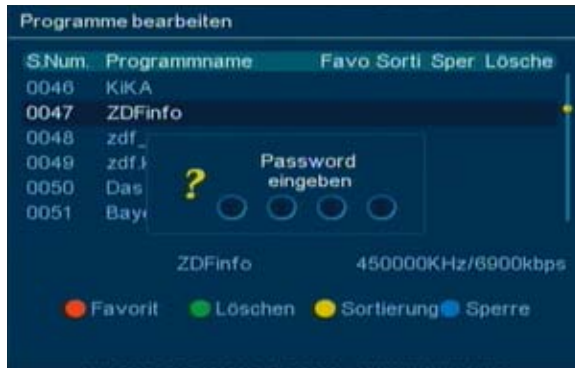 Programme bearbeiten
S.Num. Programmname Favo Sorti Sper Lösche
0046 KiKA
0047 ZDFinfo
0048 zdf_
0049 zdf.
0050 Das
0051 Baye
?
Password
eingeben
ZDFinfo 450000KHz/6900kbps
Favorit Löschen Sortierung Sperre